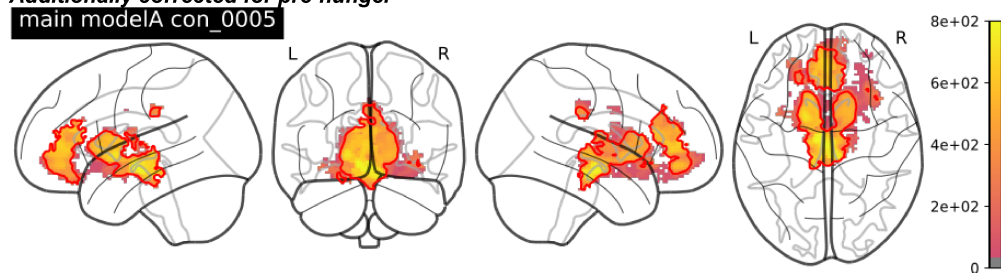 Additionally corrected for pre-hunger
main modelA con_0005
L R L R
8e+02
6e+02
4e+02
2e+02
0